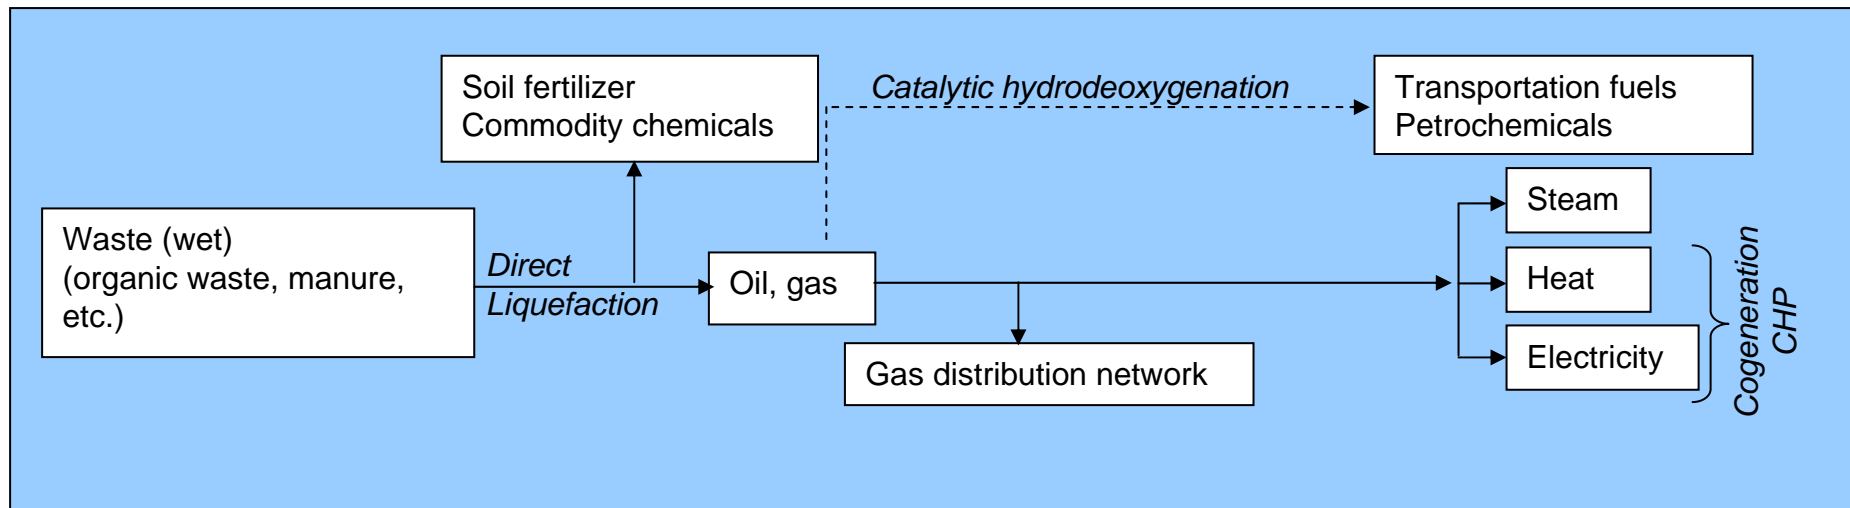 Soil fertilizer
Commodity chemicals
Catalytic hydrodeoxygenation
Transportation fuels
Petrochemicals
Waste (wet)
(organic waste, manure,
etc.)
Direct
Liquefaction
Oil, gas
Gas distribution network
Steam
Heat
Electricity
Cogeneration
CHP